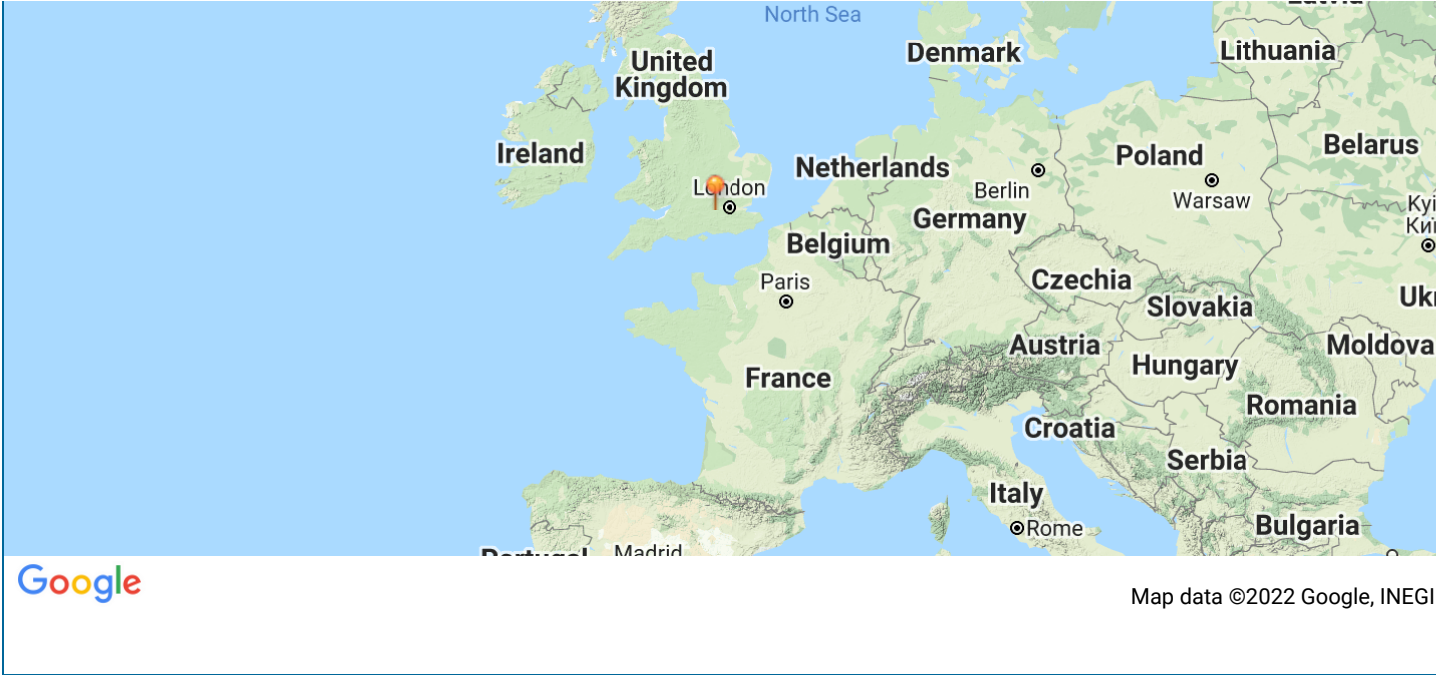 North Sea
United
Kingdom
Denmark
Lithuania
Ireland
Netherlands
Poland
Belarus
London
Berlin
Warsaw
Germany
Belgium
Paris
Czechia
Slovakia
Austria
Moldova
Hungary
France
Romania
Croatia
Serbia
Italy
Rome
Bulgaria
Madrid
Google
Map data ©2022 Google, INEGI